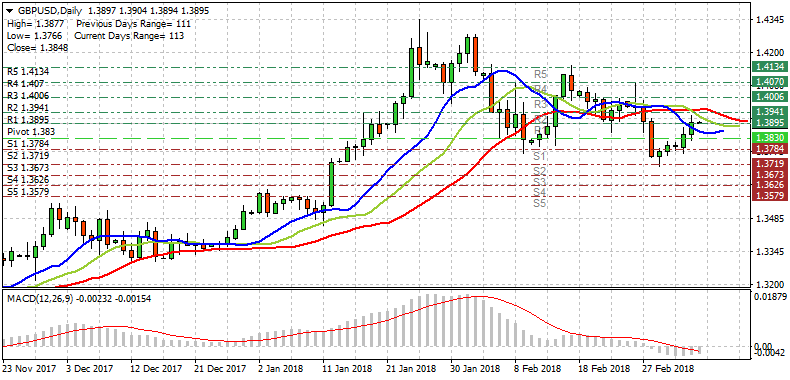 GBPUSD,Daily 1.3897 1.3904 1.3894 1.3895
High= 1.3877 Previous Days Range= 111
Low= 1.3766 Current Days Range= 113
Close= 1.3848
R5 1.4134
R4 1.407
R3 1.4006
R2 1.3941
R1 1.3895
Pivot 1.383
S1 1.3784
S2 1.3719
S3 1.3673
S4 1.3626
S5 1.3579
R5
R4
R3
S1
S2
S3
S4
S5
1.4345
1.4200
1.4134
1.4070
1.4006
1.3941
1.3895
1.3830
1.3784
1.3719
1.3673
1.3626
1.3579
1.3485
1.3345
1.3200
MACD(12,26,9) -0.00232 -0.00154
0.01879
0.00
-0.0042
23 Nov 2017 3 Dec 2017 12 Dec 2017 21 Dec 2017 2 Jan 2018 11 Jan 2018 21 Jan 2018 30 Jan 2018 8 Feb 2018 18 Feb 2018 27 Feb 2018